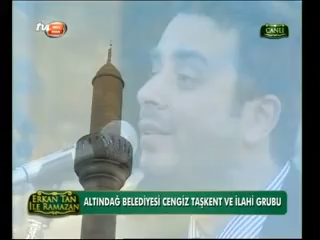 tv8
CANLI
ERKAN TAN
İLE RAMAZAN
ALTINDAĞ BELEDİYESİ CENGİZ TAŞKENT VE İLAHİ GRUBU